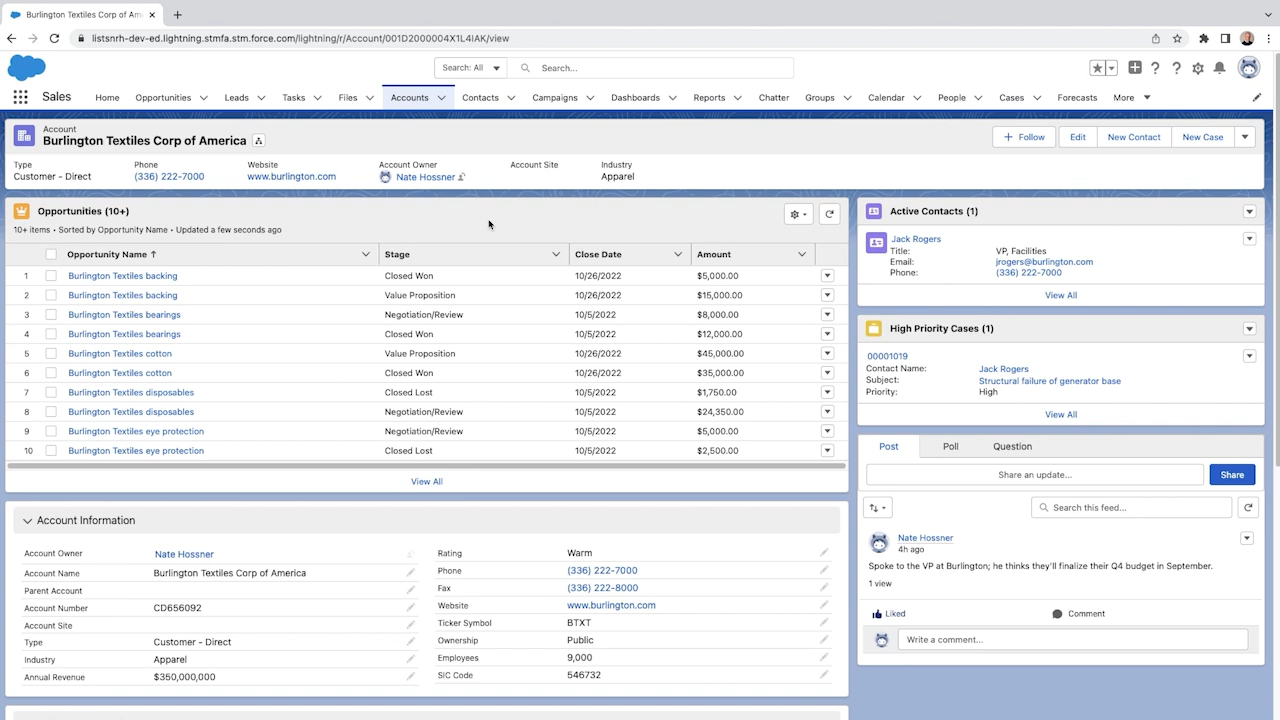 Burlington Textiles Corp of Am
listsnrh-dev-ed.lightning.stmfa.stm.force.com/lightning/r/Account/001D2000004X1L4IAK/view
Search: All Search...
Sales Home Opportunities Leads Tasks Files Accounts Contacts Campaigns Dashboards Reports Chatter Groups Calendar People Cases Forecasts More
Account
Burlington Textiles Corp of America
+ Follow Edit New Contact New Case
Type Phone Website Account Owner Account Site Industry
Customer - Direct (336) 222-7000 www.burlington.com Nate Hossner Apparel
Opportunities (10+)
10+ items • Sorted by Opportunity Name • Updated a few seconds ago
Opportunity Name ↑ Stage Close Date Amount
1 Burlington Textiles backing Closed Won 10/26/2022 $5,000.00
2 Burlington Textiles backing Value Proposition 10/26/2022 $15,000.00
3 Burlington Textiles bearings Negotiation/Review 10/5/2022 $8,000.00
4 Burlington Textiles bearings Closed Won 10/5/2022 $12,000.00
5 Burlington Textiles cotton Value Proposition 10/26/2022 $45,000.00
6 Burlington Textiles cotton Closed Won 10/26/2022 $35,000.00
7 Burlington Textiles disposables Closed Lost 10/5/2022 $1,750.00
8 Burlington Textiles disposables Negotiation/Review 10/5/2022 $24,350.00
9 Burlington Textiles eye protection Negotiation/Review 10/5/2022 $5,000.00
10 Burlington Textiles eye protection Closed Lost 10/5/2022 $2,500.00
View All
Account Information
Account Owner Nate Hossner
Account Name Burlington Textiles Corp of America
Parent Account
Account Number CD656092
Account Site
Type Customer - Direct
Industry Apparel
Annual Revenue $350,000,000
Rating Warm
Phone (336) 222-7000
Fax (336) 222-8000
Website www.burlington.com
Ticker Symbol BTXT
Ownership Public
Employees 9,000
SIC Code 546732
Active Contacts (1)
Jack Rogers
Title: VP, Facilities
Email: jrogers@burlington.com
Phone: (336) 222-7000
View All
High Priority Cases (1)
00001019
Contact Name: Jack Rogers
Subject: Structural failure of generator base
Priority: High
View All
Post Poll Question
Share an update... Share
Search this feed...
Nate Hossner
4h ago
Spoke to the VP at Burlington; he thinks they'll finalize their Q4 budget in September.
1 view
Liked Comment
Write a comment...